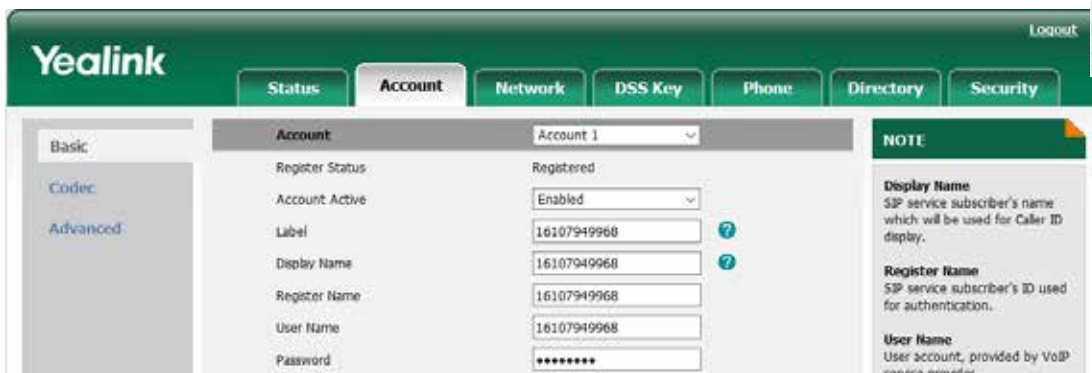 Logout
Yealink
Status Account Network DSS Key Phone Directory Security
Basic
Codec
Advanced
Account Account 1
Register Status Registered
Account Active Enabled
Label 16107949968 ?
Display Name 16107949968 ?
Register Name 16107949968
User Name 16107949968
Password ••••••••
NOTE
Display Name
SIP service subscriber's name
which will be used for Caller ID
display.
Register Name
SIP service subscriber's ID used
for authentication.
User Name
User account, provided by VoIP
service provider.